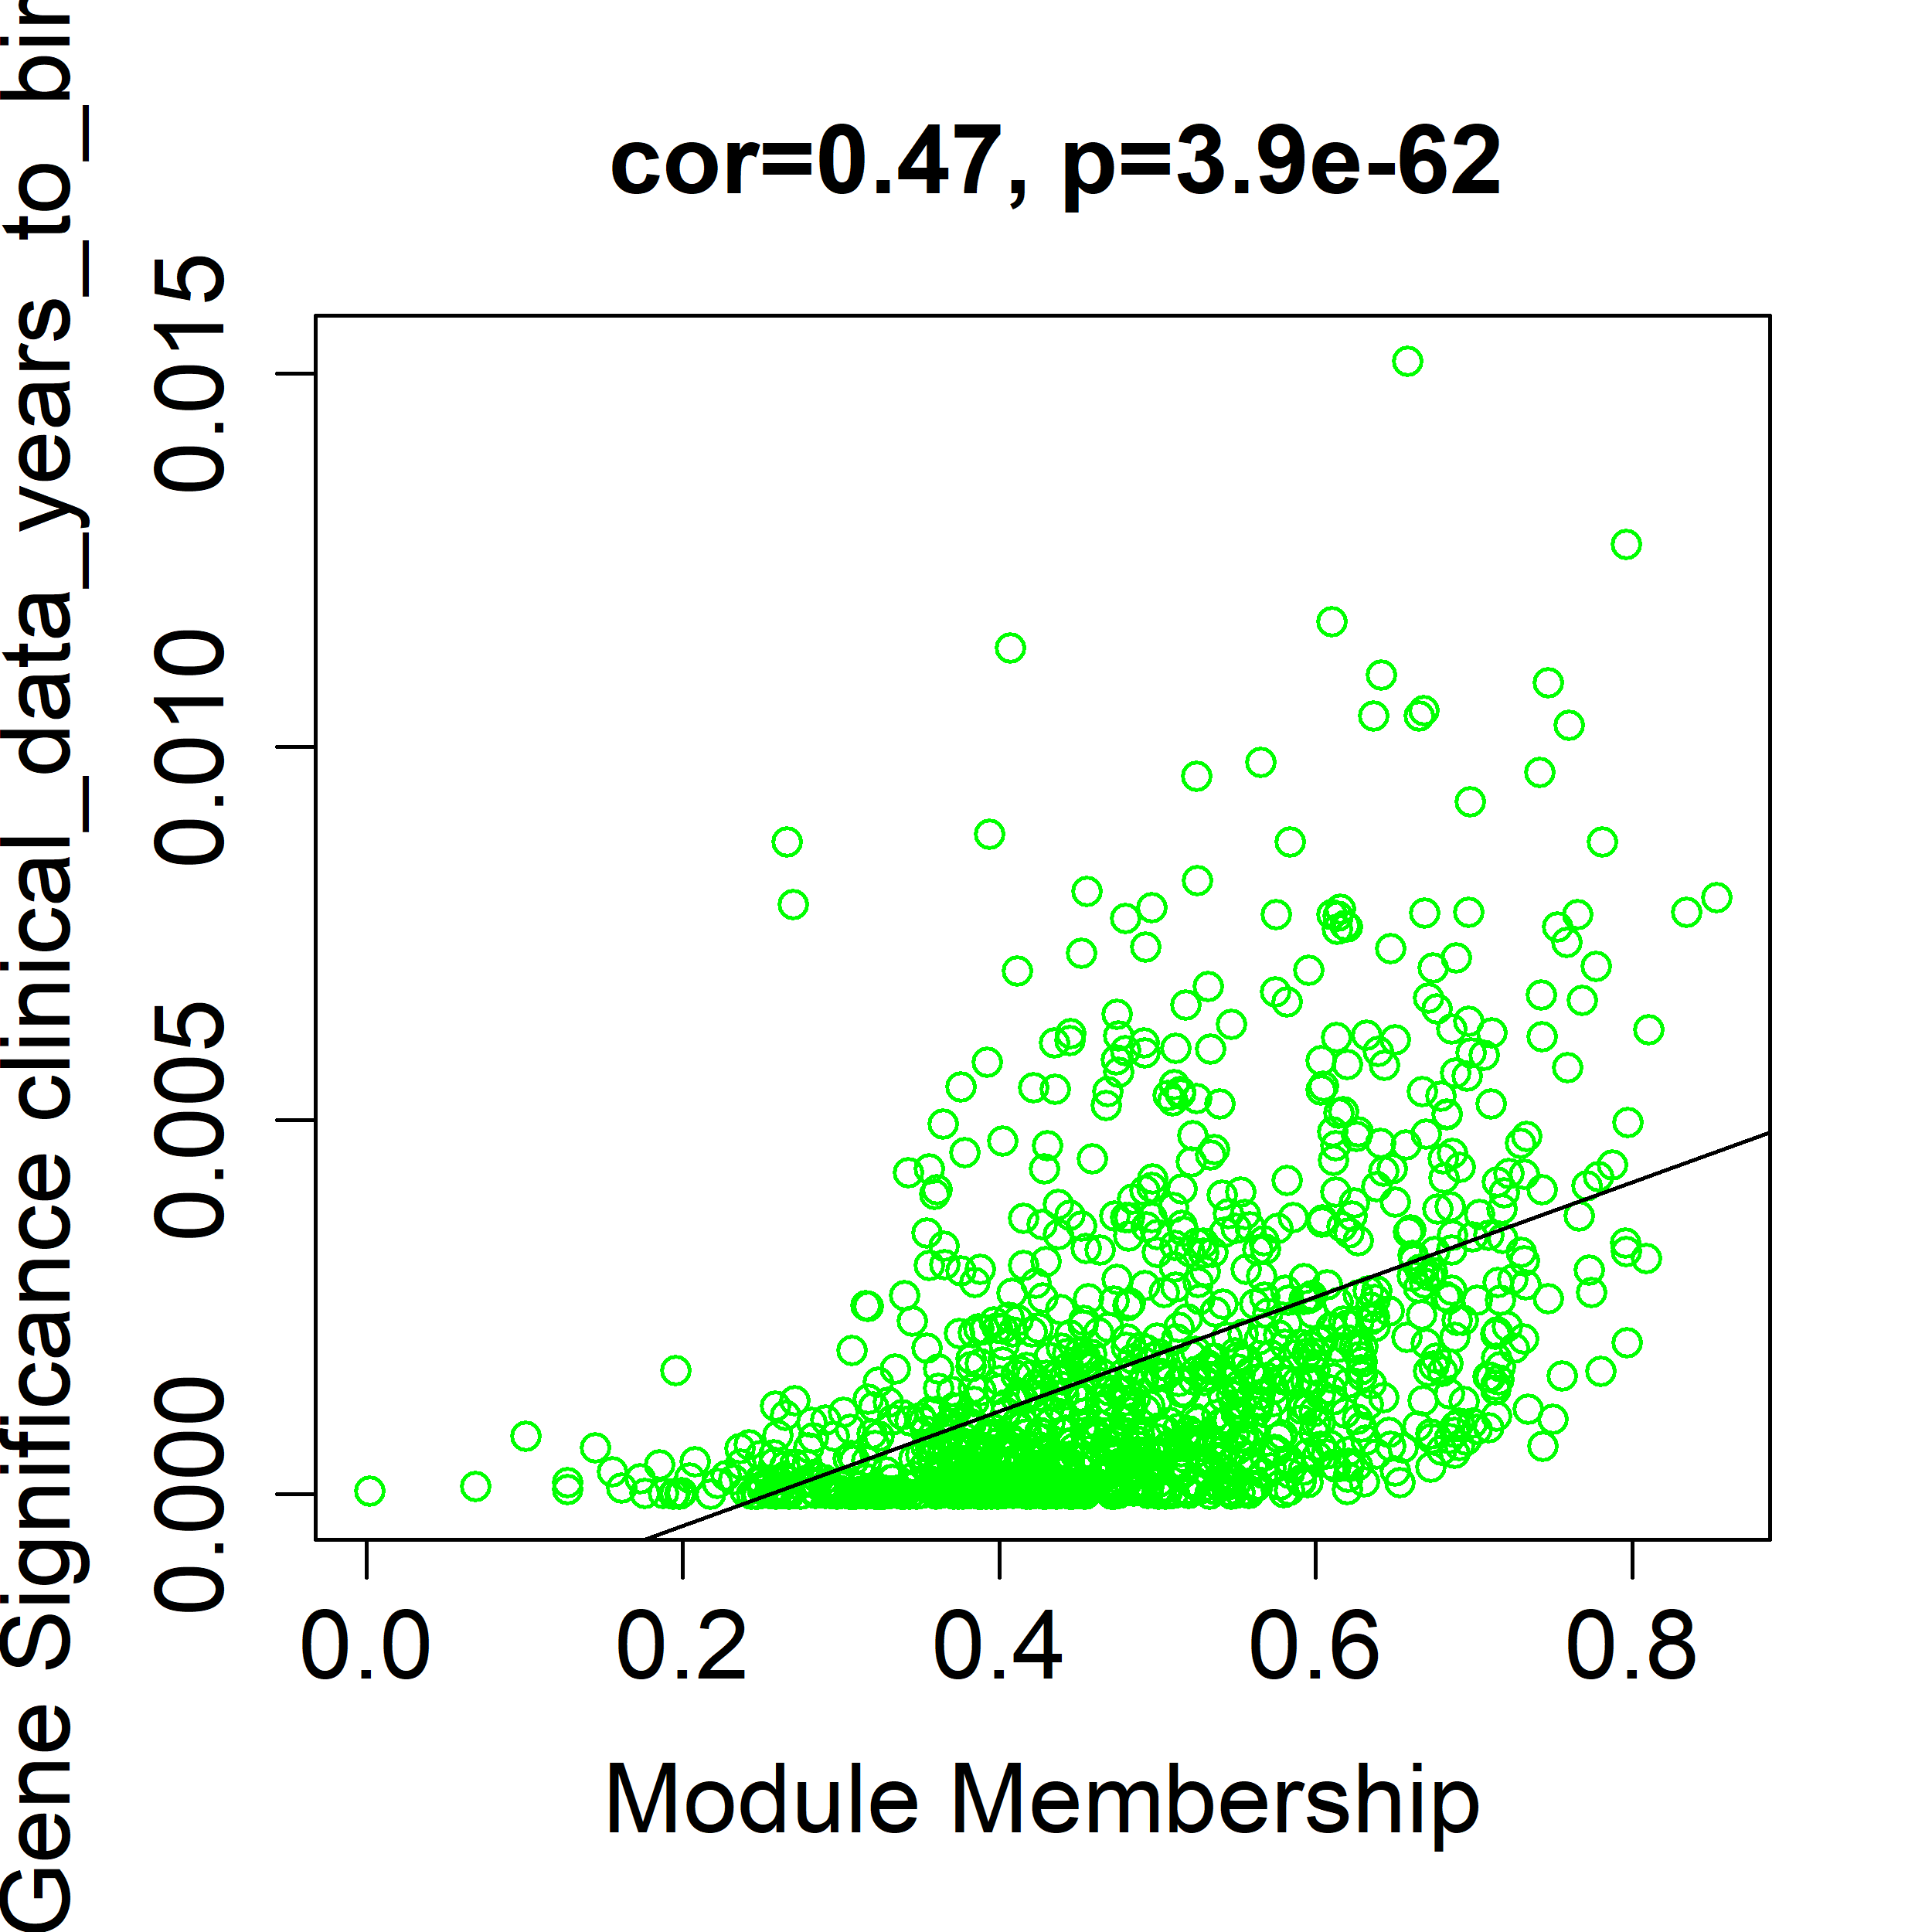 cor=0.47, p=3.9e-62
Gene Significance clinical_data_years_to_bir
0.015
0.010
0.005
0.000
0.0 0.2 0.4 0.6 0.8
Module Membership